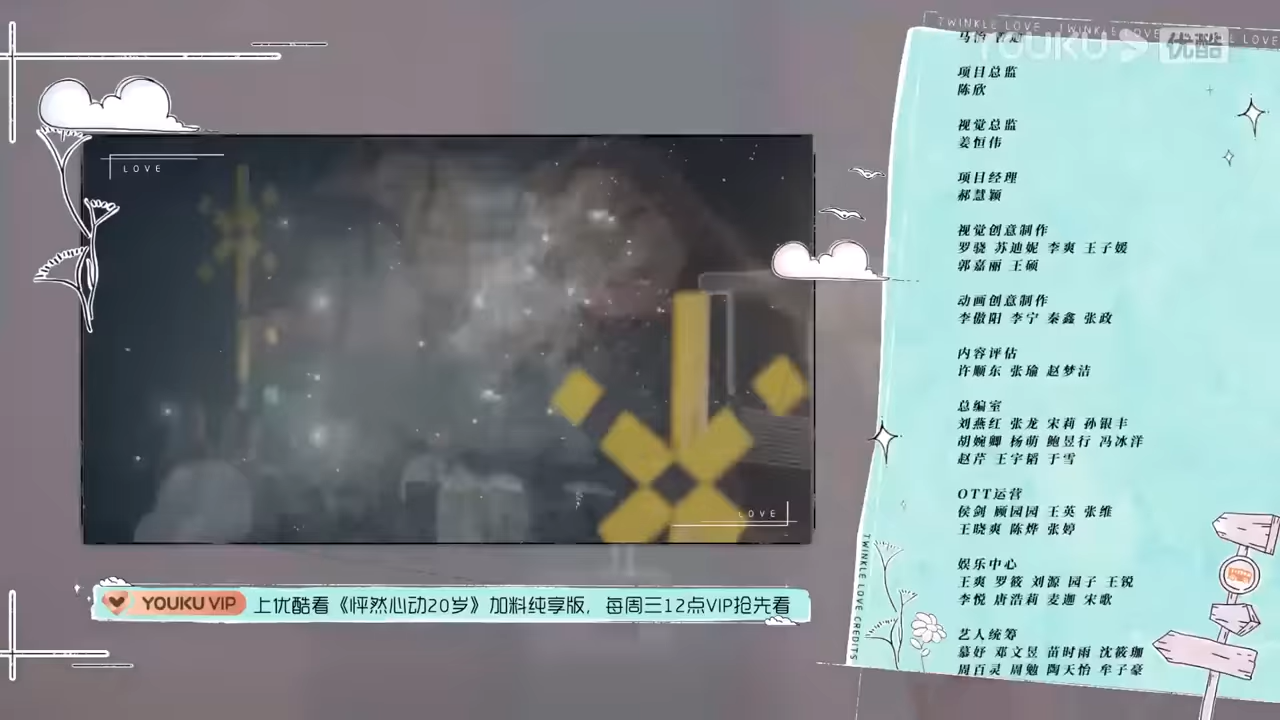 TWINKLE LOVE TWINKLE LOVE
YOUKU 优酷
项目总监
陈欣
视觉总监
姜恒伟
项目经理
郝慧颖
视觉创意制作
罗骁 苏迪妮 李爽 王子媛
郭嘉丽 王硕
动画创意制作
李傲阳 李宁 秦鑫 张政
内容评估
许顺东 张瑜 赵梦洁
总编室
刘燕红 张龙 宋莉 孙银丰
胡婉卿 杨萌 鲍昱行 冯冰洋
赵芹 王宇韬 于雪
OTT运营
侯剑 顾园园 王英 张维
王晓爽 陈烨 张婷
娱乐中心
王爽 罗筱 刘源 园子 王锐
李悦 唐浩莉 麦迦 宋歌
艺人统筹
慕妤 邓文昱 苗时雨 沈筱珈
周百灵 周勉 陶天怡 牟子豪
TWINKLE LOVE CREDITS
LOVE
LOVE
YOUKU VIP 上优酷看《怦然心动20岁》加料纯享版，每周三12点VIP抢先看